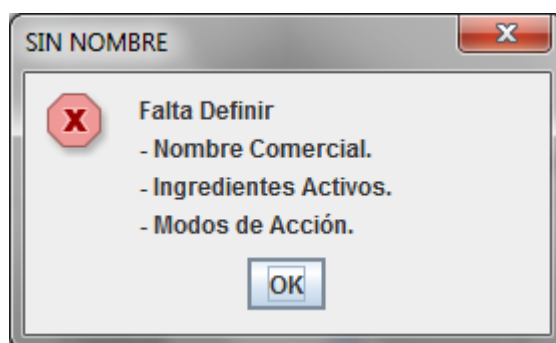 SIN NOMBRE
x
X
Falta Definir
- Nombre Comercial.
- Ingredientes Activos.
- Modos de Acción.
OK